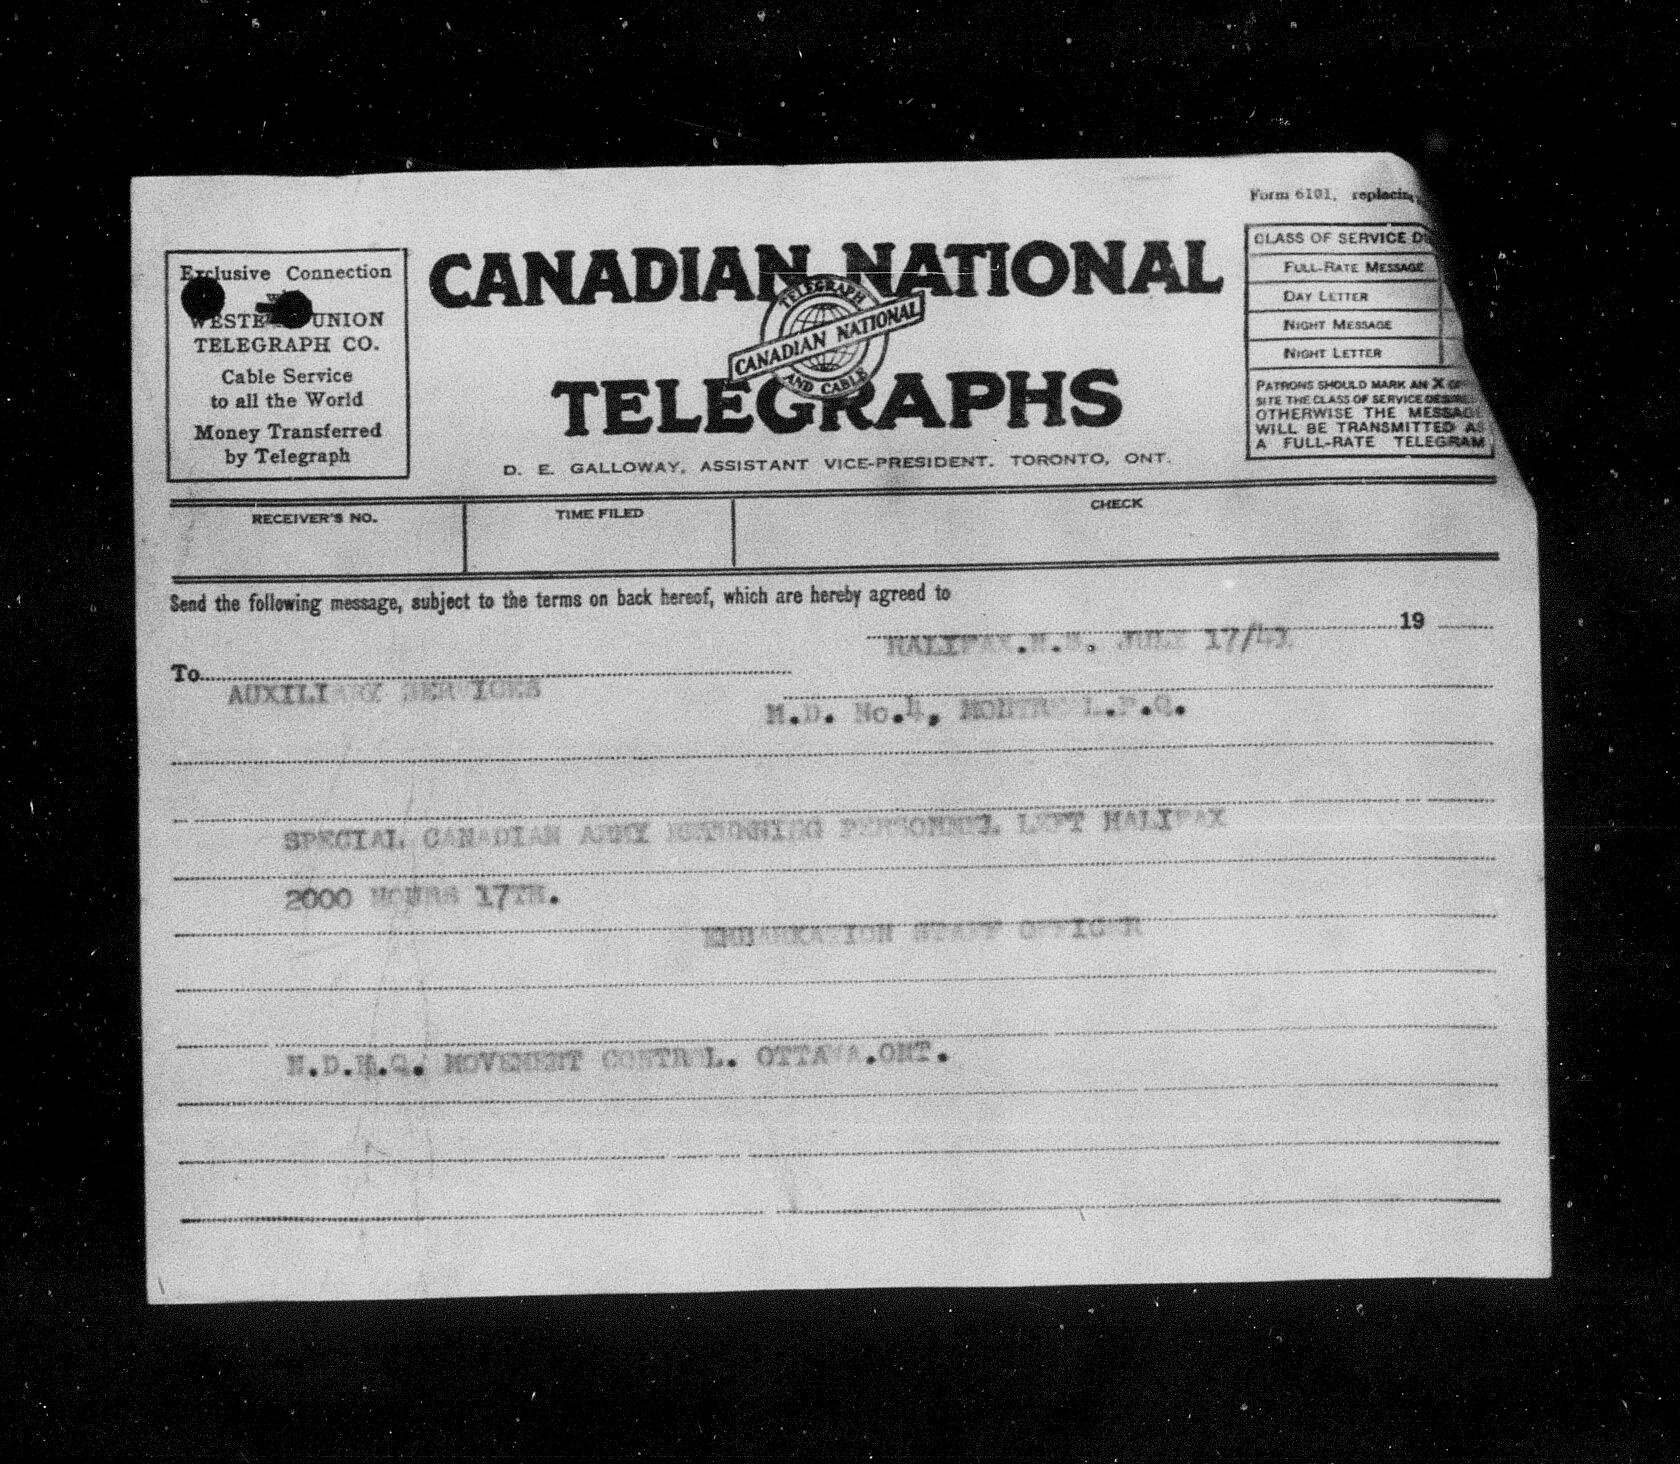 Form 6101, replacing
Exclusive Connection
WESTERN UNION
TELEGRAPH CO.
Cable Service
to all the World
Money Transferred
by Telegraph
CANADIAN NATIONAL
TELEGRAPH
CANADIAN NATIONAL
AND CABLE
TELEGRAPHS
D. E. GALLOWAY, ASSISTANT VICE-PRESIDENT, TORONTO, ONT.
CLASS OF SERVICE
FULL-RATE MESSAGE
DAY LETTER
NIGHT MESSAGE
NIGHT LETTER
PATRONS SHOULD MARK AN X
SITE THE CLASS OF SERVICE DESIRED
OTHERWISE THE MESSAGE
WILL BE TRANSMITTED AS
A FULL-RATE TELEGRAM
RECEIVER'S NO. TIME FILED CHECK
Send the following message, subject to the terms on back hereof, which are hereby agreed to
19
HALIFAX.N.S. JULY 17/
To
AUXILIARY SERVICES
M.D. No.4, MONTREAL.P.Q.
SPECIAL CANADIAN ARMY RETURNING PERSONNEL LEFT HALIFAX
2000 HOURS 17TH.
EMBARKATION STAFF OFFICER
N.D.H.Q. MOVEMENT CONTROL. OTTAWA.ONT.